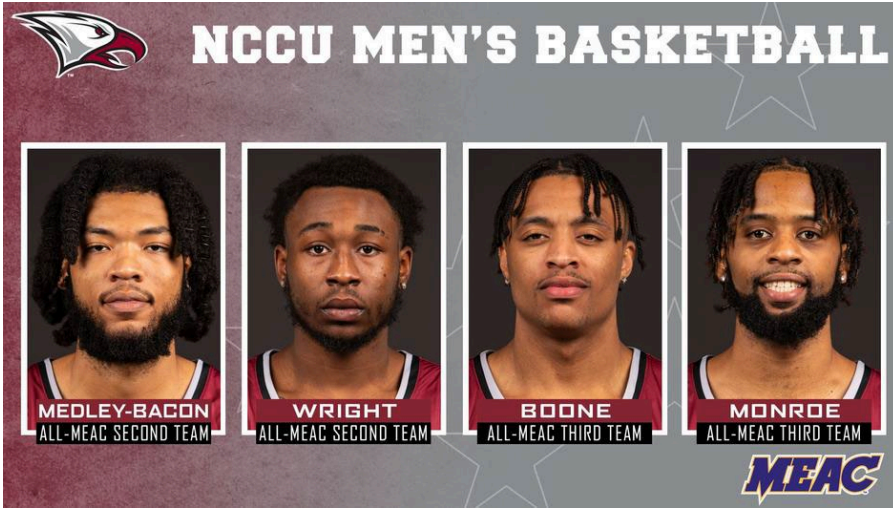 NCCU MEN'S BASKETBALL
MEDLEY-BACON
ALL-MEAC SECOND TEAM
WRIGHT
ALL-MEAC SECOND TEAM
BOONE
ALL-MEAC THIRD TEAM
MONROE
ALL-MEAC THIRD TEAM
MEAC